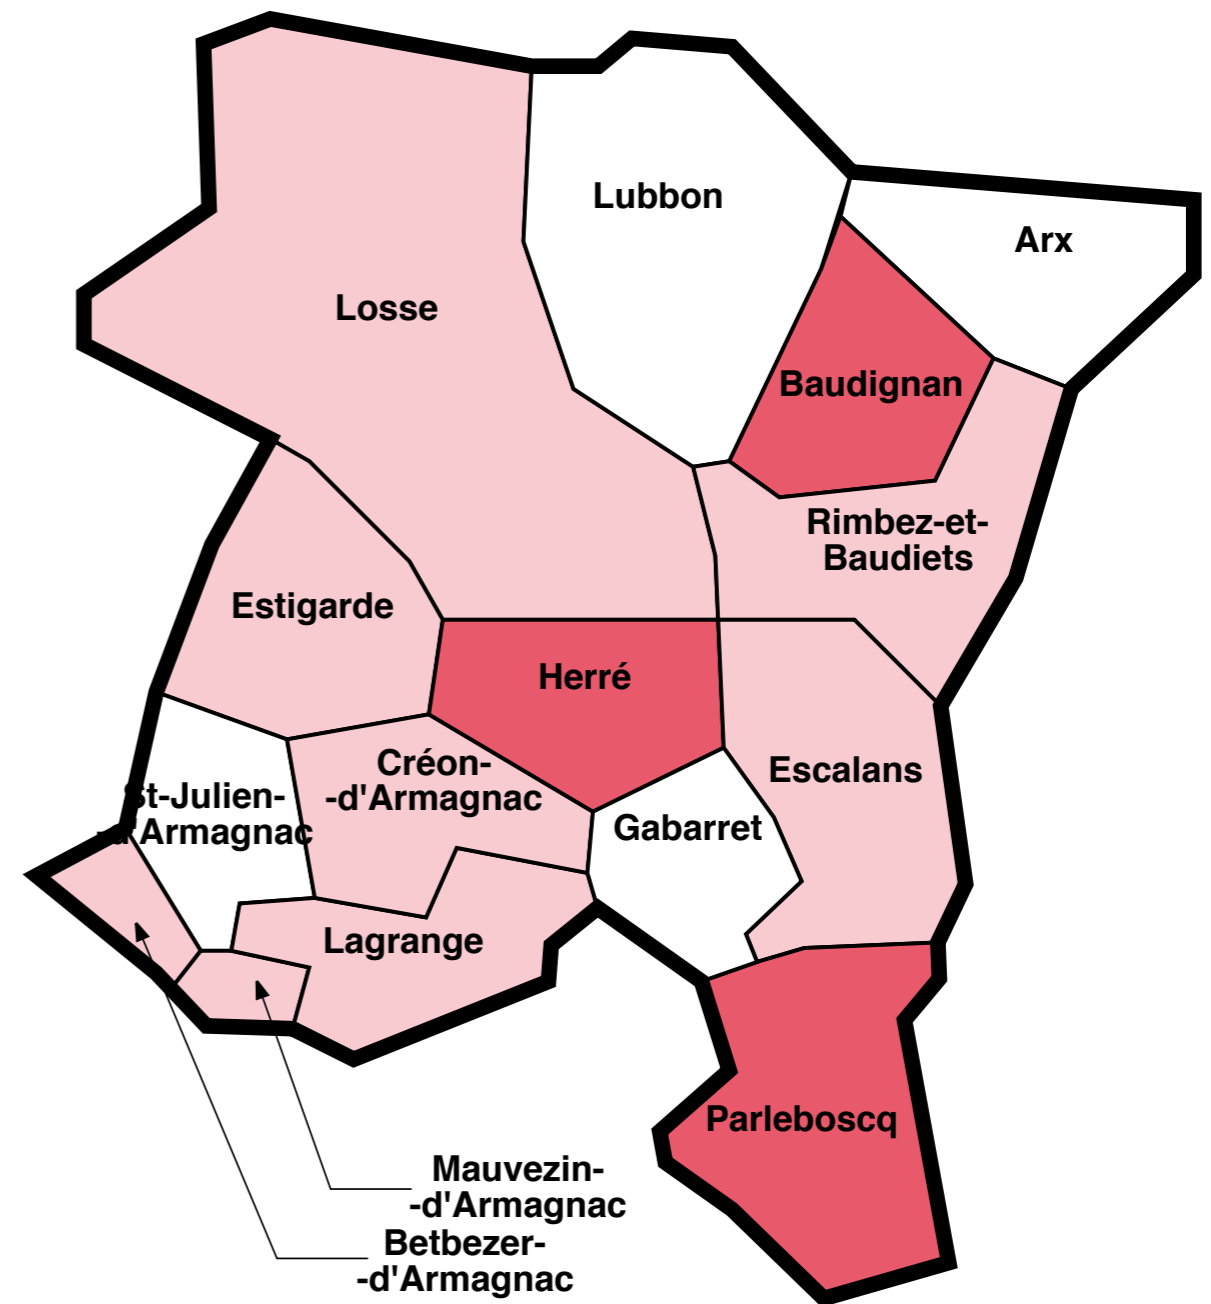 Lubbon
Arx
Losse
Baudignan
Rimbez-et-
Baudiets
Estigarde
Herré
Créon-
-d'Armagnac
Escalans
St-Julien-
-d'Armagnac
Gabarret
Lagrange
Parleboscq
Mauvezin-
-d'Armagnac
Betbezer-
-d'Armagnac